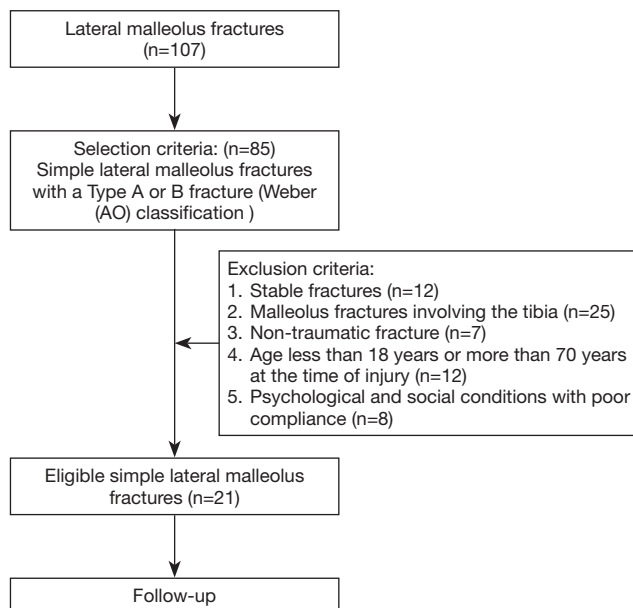 Lateral malleolus fractures
(n=107)
Selection criteria: (n=85)
Simple lateral malleolus fractures
with a Type A or B fracture (Weber
(AO) classification )
Exclusion criteria:
1. Stable fractures (n=12)
2. Malleolus fractures involving the tibia (n=25)
3. Non-traumatic fracture (n=7)
4. Age less than 18 years or more than 70 years
at the time of injury (n=12)
5. Psychological and social conditions with poor
compliance (n=8)
Eligible simple lateral malleolus
fractures (n=21)
Follow-up